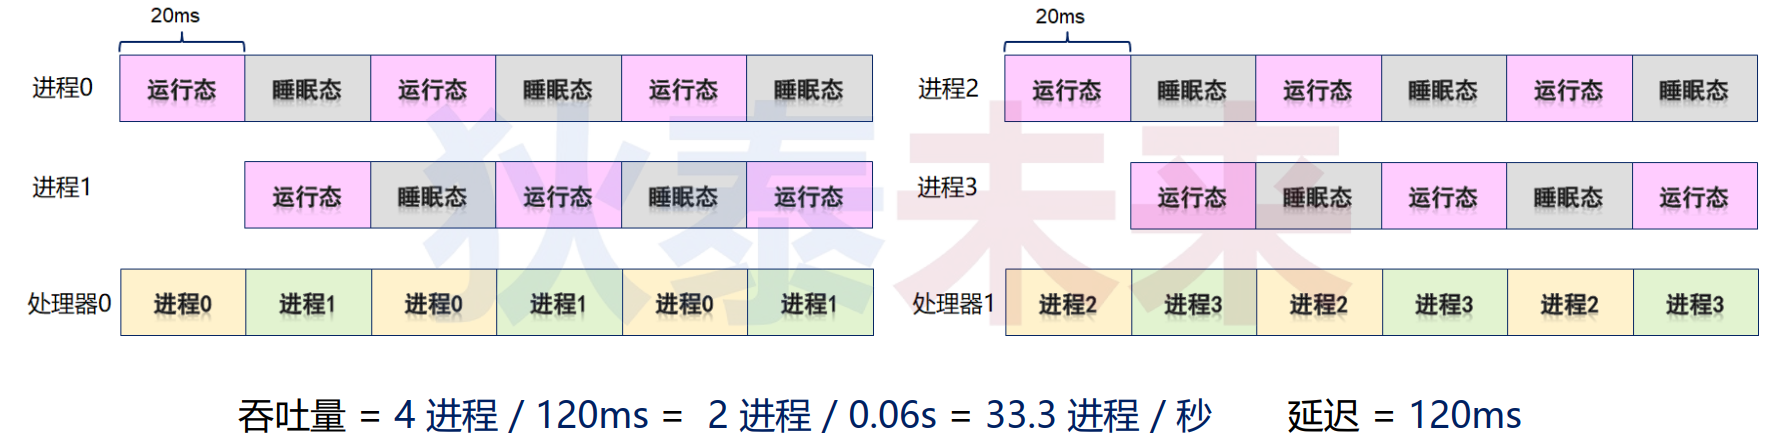 20ms 20ms
进程0 运行态 睡眠态 运行态 睡眠态 运行态 睡眠态 进程2 运行态 睡眠态 运行态 睡眠态 运行态 睡眠态
进程1 运行态 睡眠态 运行态 睡眠态 运行态 进程3 运行态 睡眠态 运行态 睡眠态 运行态
狄泰未来
处理器0 进程0 进程1 进程0 进程1 进程0 进程1 处理器1 进程2 进程3 进程2 进程3 进程2 进程3
吞吐量 = 4 进程 / 120ms = 2 进程 / 0.06s = 33.3 进程 / 秒 延迟 = 120ms